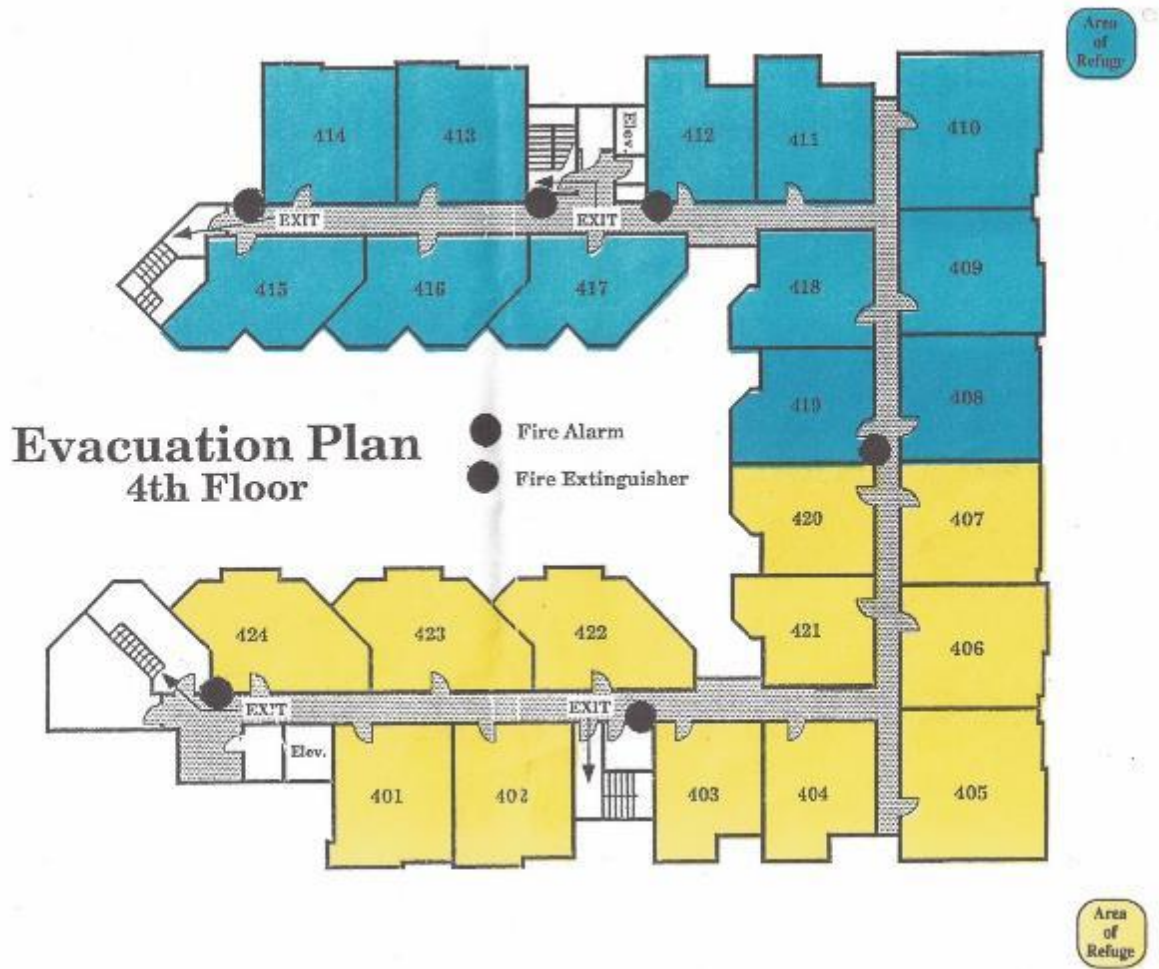 Area
of
Refuge
414
413
Elev.
412
411
410
EXIT
EXIT
415
416
417
418
409
419
408
Evacuation Plan
4th Floor
Fire Alarm
Fire Extinguisher
420
407
424
423
422
421
406
EXIT
EXIT
Elev.
401
402
403
404
405
Area
of
Refuge